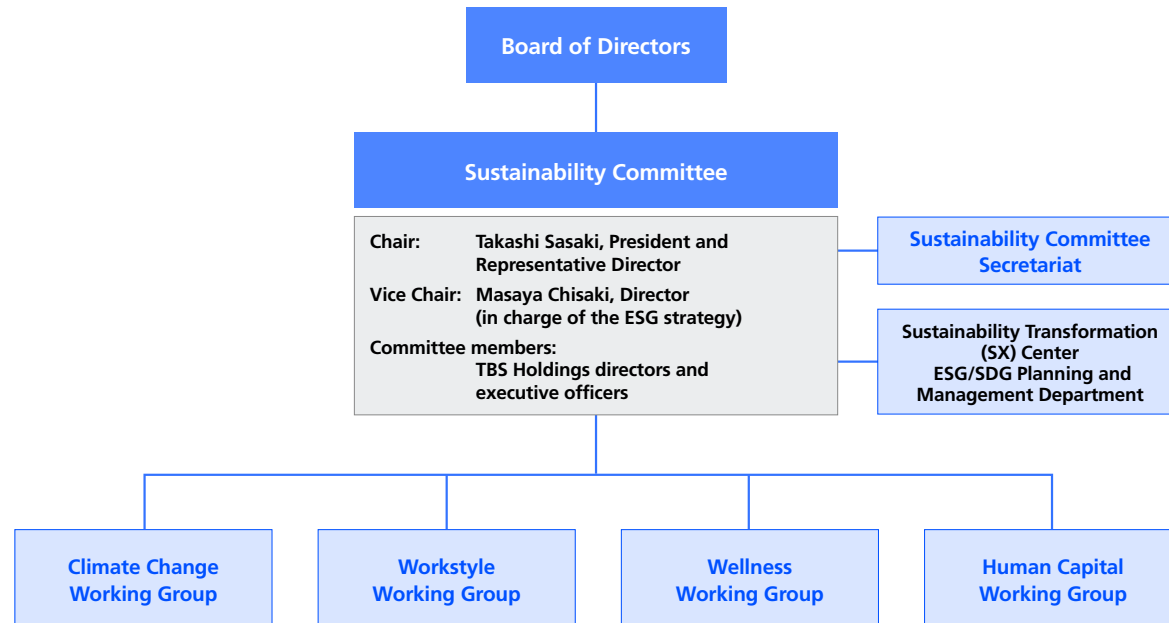 Board of Directors
Sustainability Committee
Chair: Takashi Sasaki, President and
Representative Director
Vice Chair: Masaya Chisaki, Director
(in charge of the ESG strategy)
Committee members:
TBS Holdings directors and
executive officers
Sustainability Committee
Secretariat
Sustainability Transformation
(SX) Center
ESG/SDG Planning and
Management Department
Climate Change
Working Group
Workstyle
Working Group
Wellness
Working Group
Human Capital
Working Group